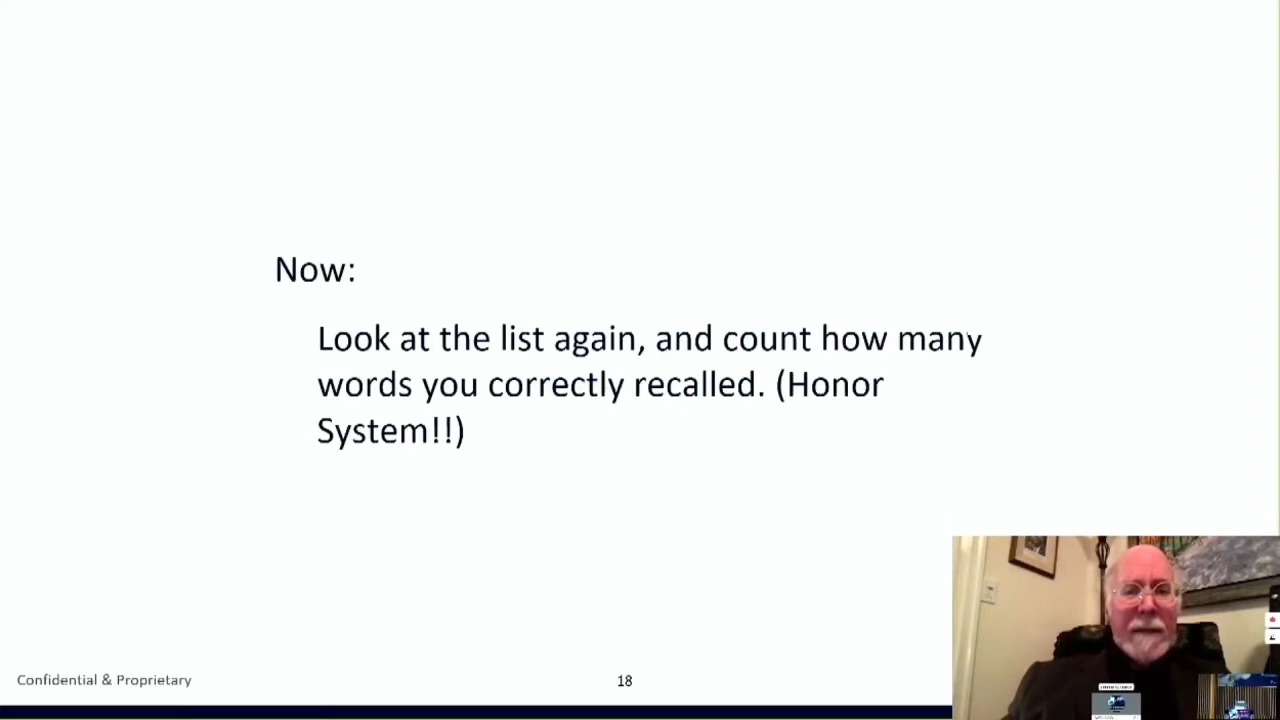 Now:
Look at the list again, and count how many
words you correctly recalled. (Honor
System!!)
Confidential & Proprietary
18